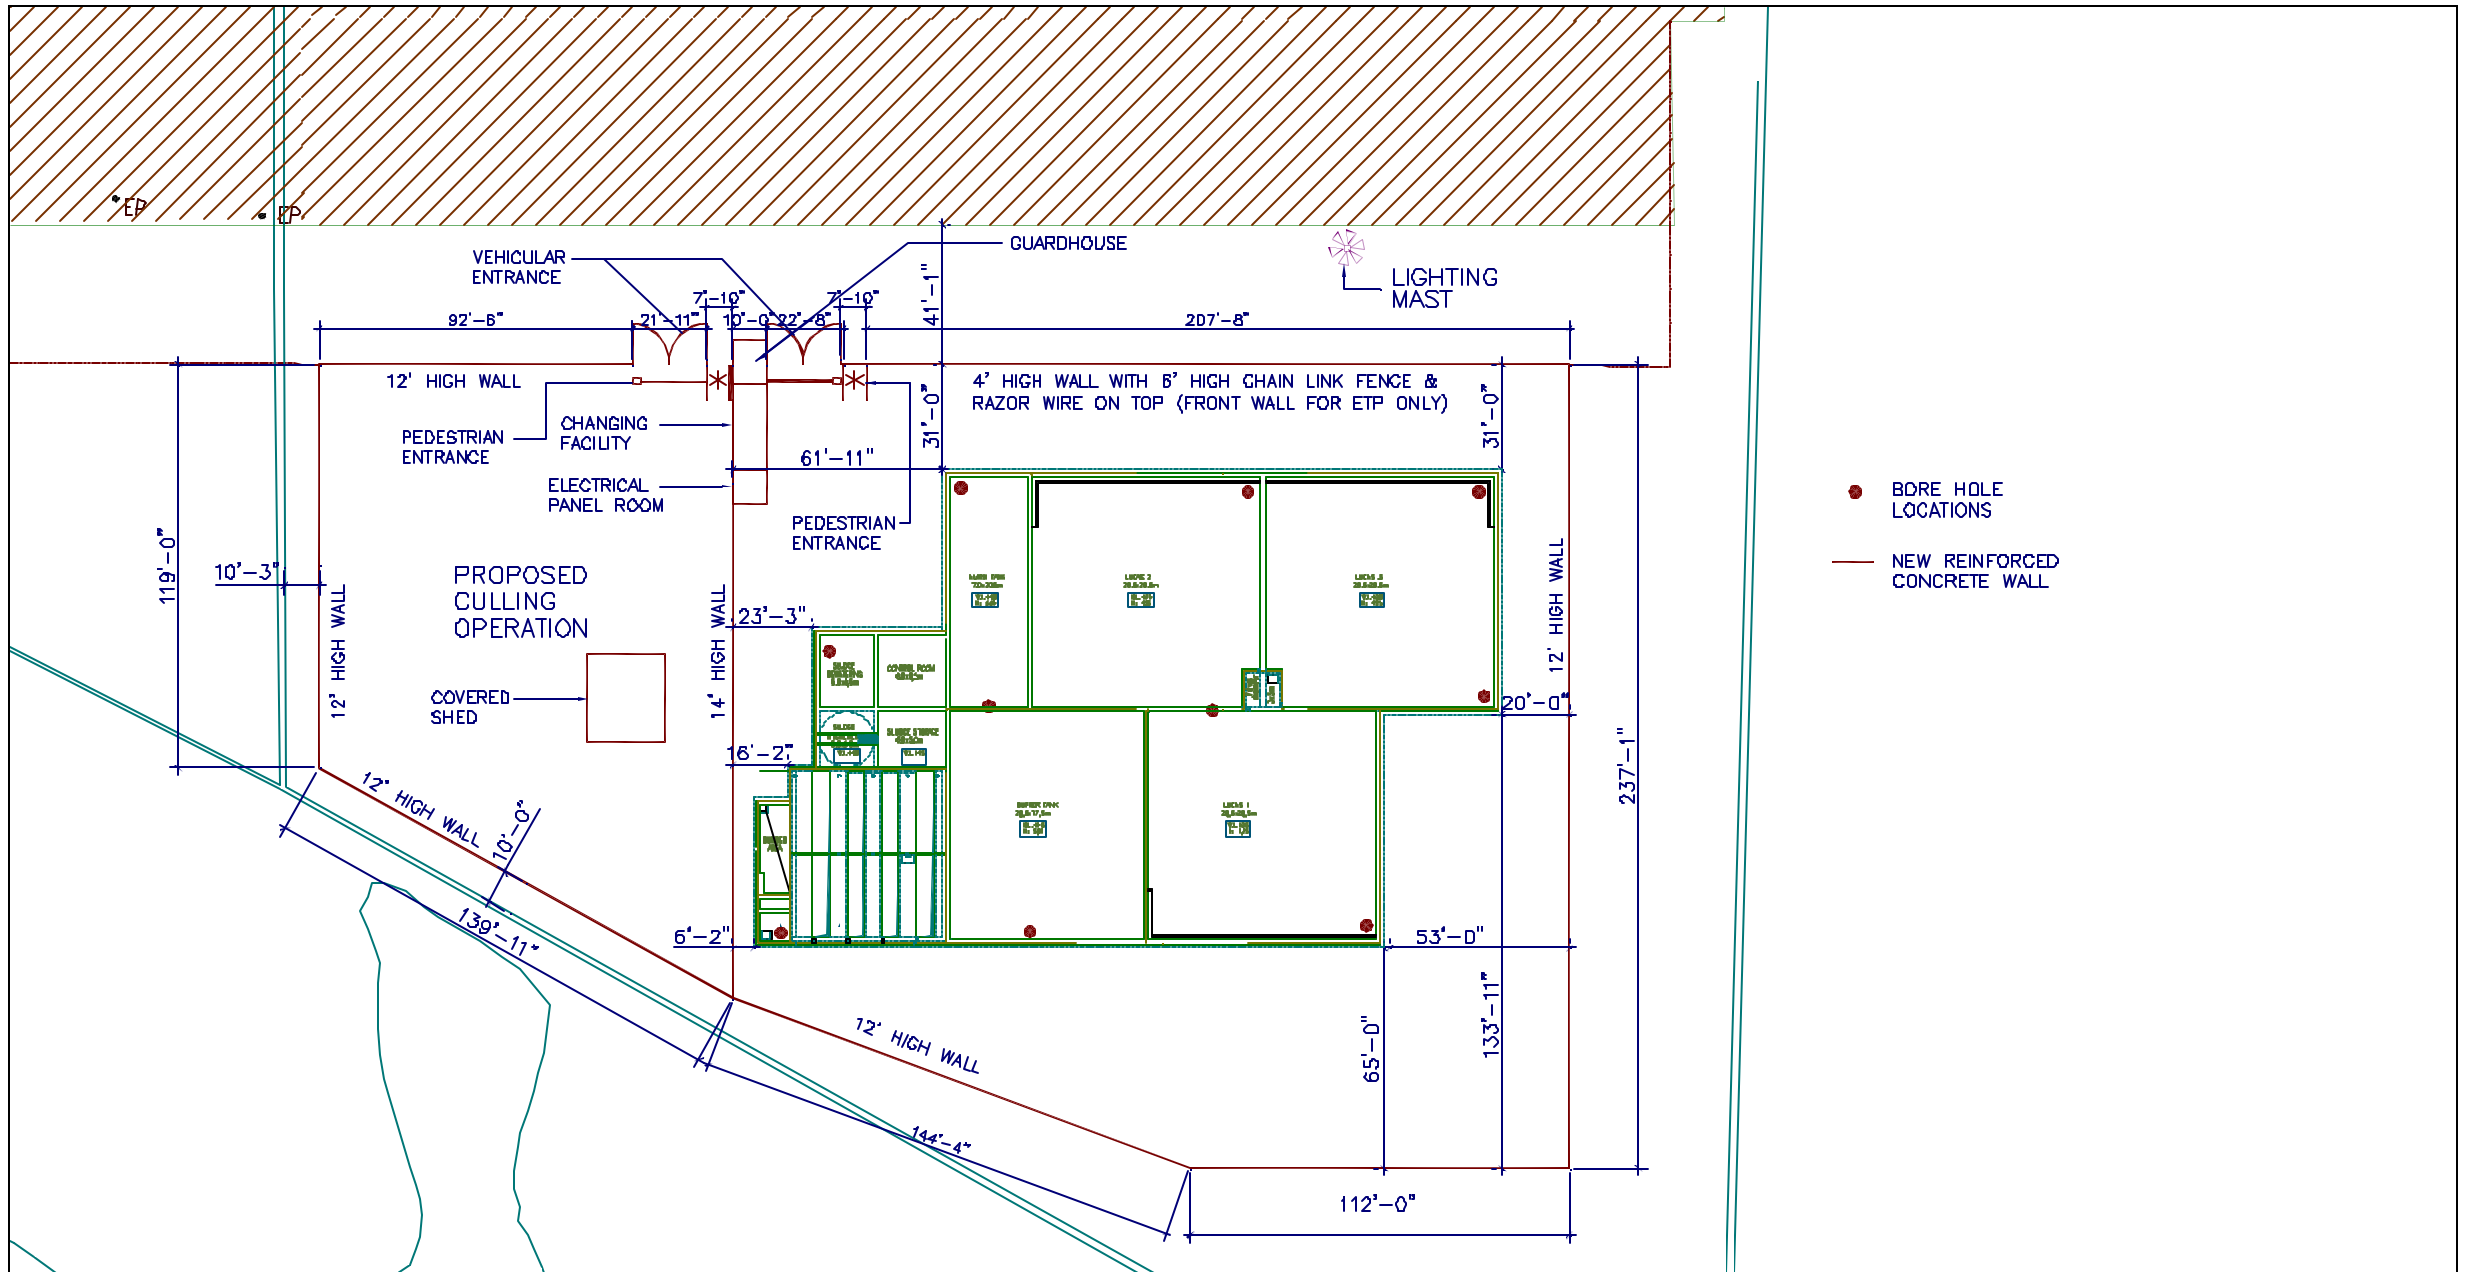 EP
EP
VEHICULAR
ENTRANCE
GUARDHOUSE
LIGHTING
MAST
41'-1"
7'-10"
7'-10"
92'-6"
21'-11"
10'-0"
22'-8"
207'-8"
12' HIGH WALL
4' HIGH WALL WITH 6' HIGH CHAIN LINK FENCE &
RAZOR WIRE ON TOP (FRONT WALL FOR ETP ONLY)
31'-0"
31'-0"
PEDESTRIAN
ENTRANCE
CHANGING
FACILITY
61'-11"
ELECTRICAL
PANEL ROOM
PEDESTRIAN
ENTRANCE
BORE HOLE
LOCATIONS
NEW REINFORCED
CONCRETE WALL
119'-0"
10'-3"
PROPOSED
CULLING
OPERATION
12' HIGH WALL
14' HIGH WALL
12' HIGH WALL
23'-3"
CONTROL ROOM
COVERED
SHED
20'-0"
16'-2"
SLUDGE STORAGE
237'-1"
12' HIGH WALL
10'-0"
BUFFER TANK
139'-11"
6'-2"
53'-0"
12' HIGH WALL
65'-0"
133'-11"
144'-4"
112'-0"